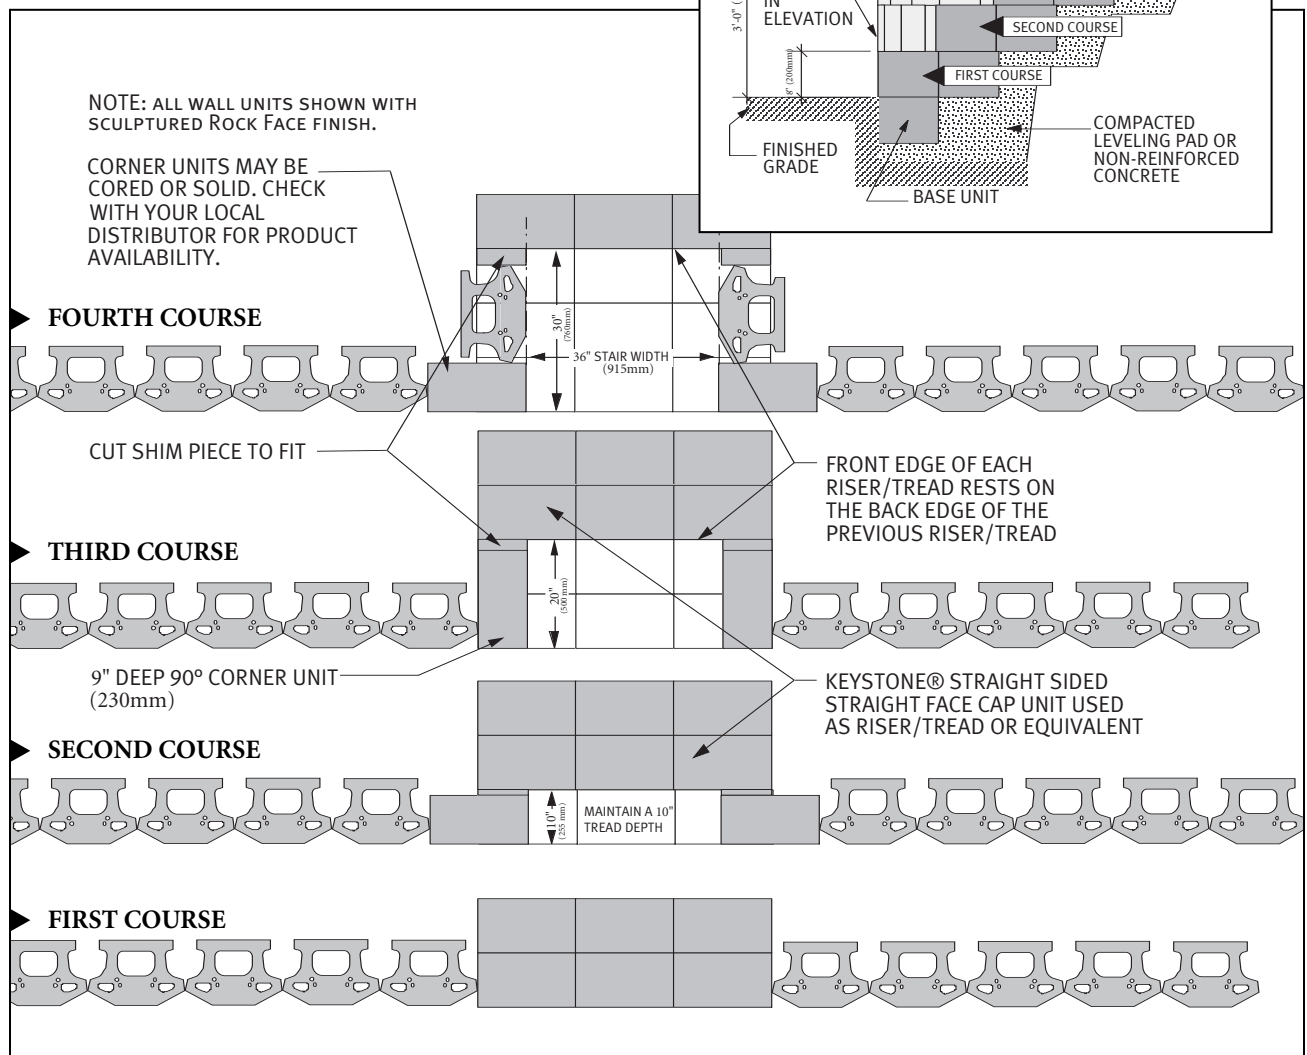 IN
ELEVATION
3'-0" (
8" (200mm)
SECOND COURSE
FIRST COURSE
FINISHED
GRADE
COMPACTED
LEVELING PAD OR
NON-REINFORCED
CONCRETE
BASE UNIT
NOTE: ALL WALL UNITS SHOWN WITH
SCULPTURED ROCK FACE FINISH.
CORNER UNITS MAY BE
CORED OR SOLID. CHECK
WITH YOUR LOCAL
DISTRIBUTOR FOR PRODUCT
AVAILABILITY.
FOURTH COURSE
30"
(760mm)
36" STAIR WIDTH
(915mm)
CUT SHIM PIECE TO FIT
FRONT EDGE OF EACH
RISER/TREAD RESTS ON
THE BACK EDGE OF THE
PREVIOUS RISER/TREAD
THIRD COURSE
20"
(500 mm)
9" DEEP 90º CORNER UNIT
(230mm)
KEYSTONE® STRAIGHT SIDED
STRAIGHT FACE CAP UNIT USED
AS RISER/TREAD OR EQUIVALENT
SECOND COURSE
10"
(255 mm)
MAINTAIN A 10"
TREAD DEPTH
FIRST COURSE